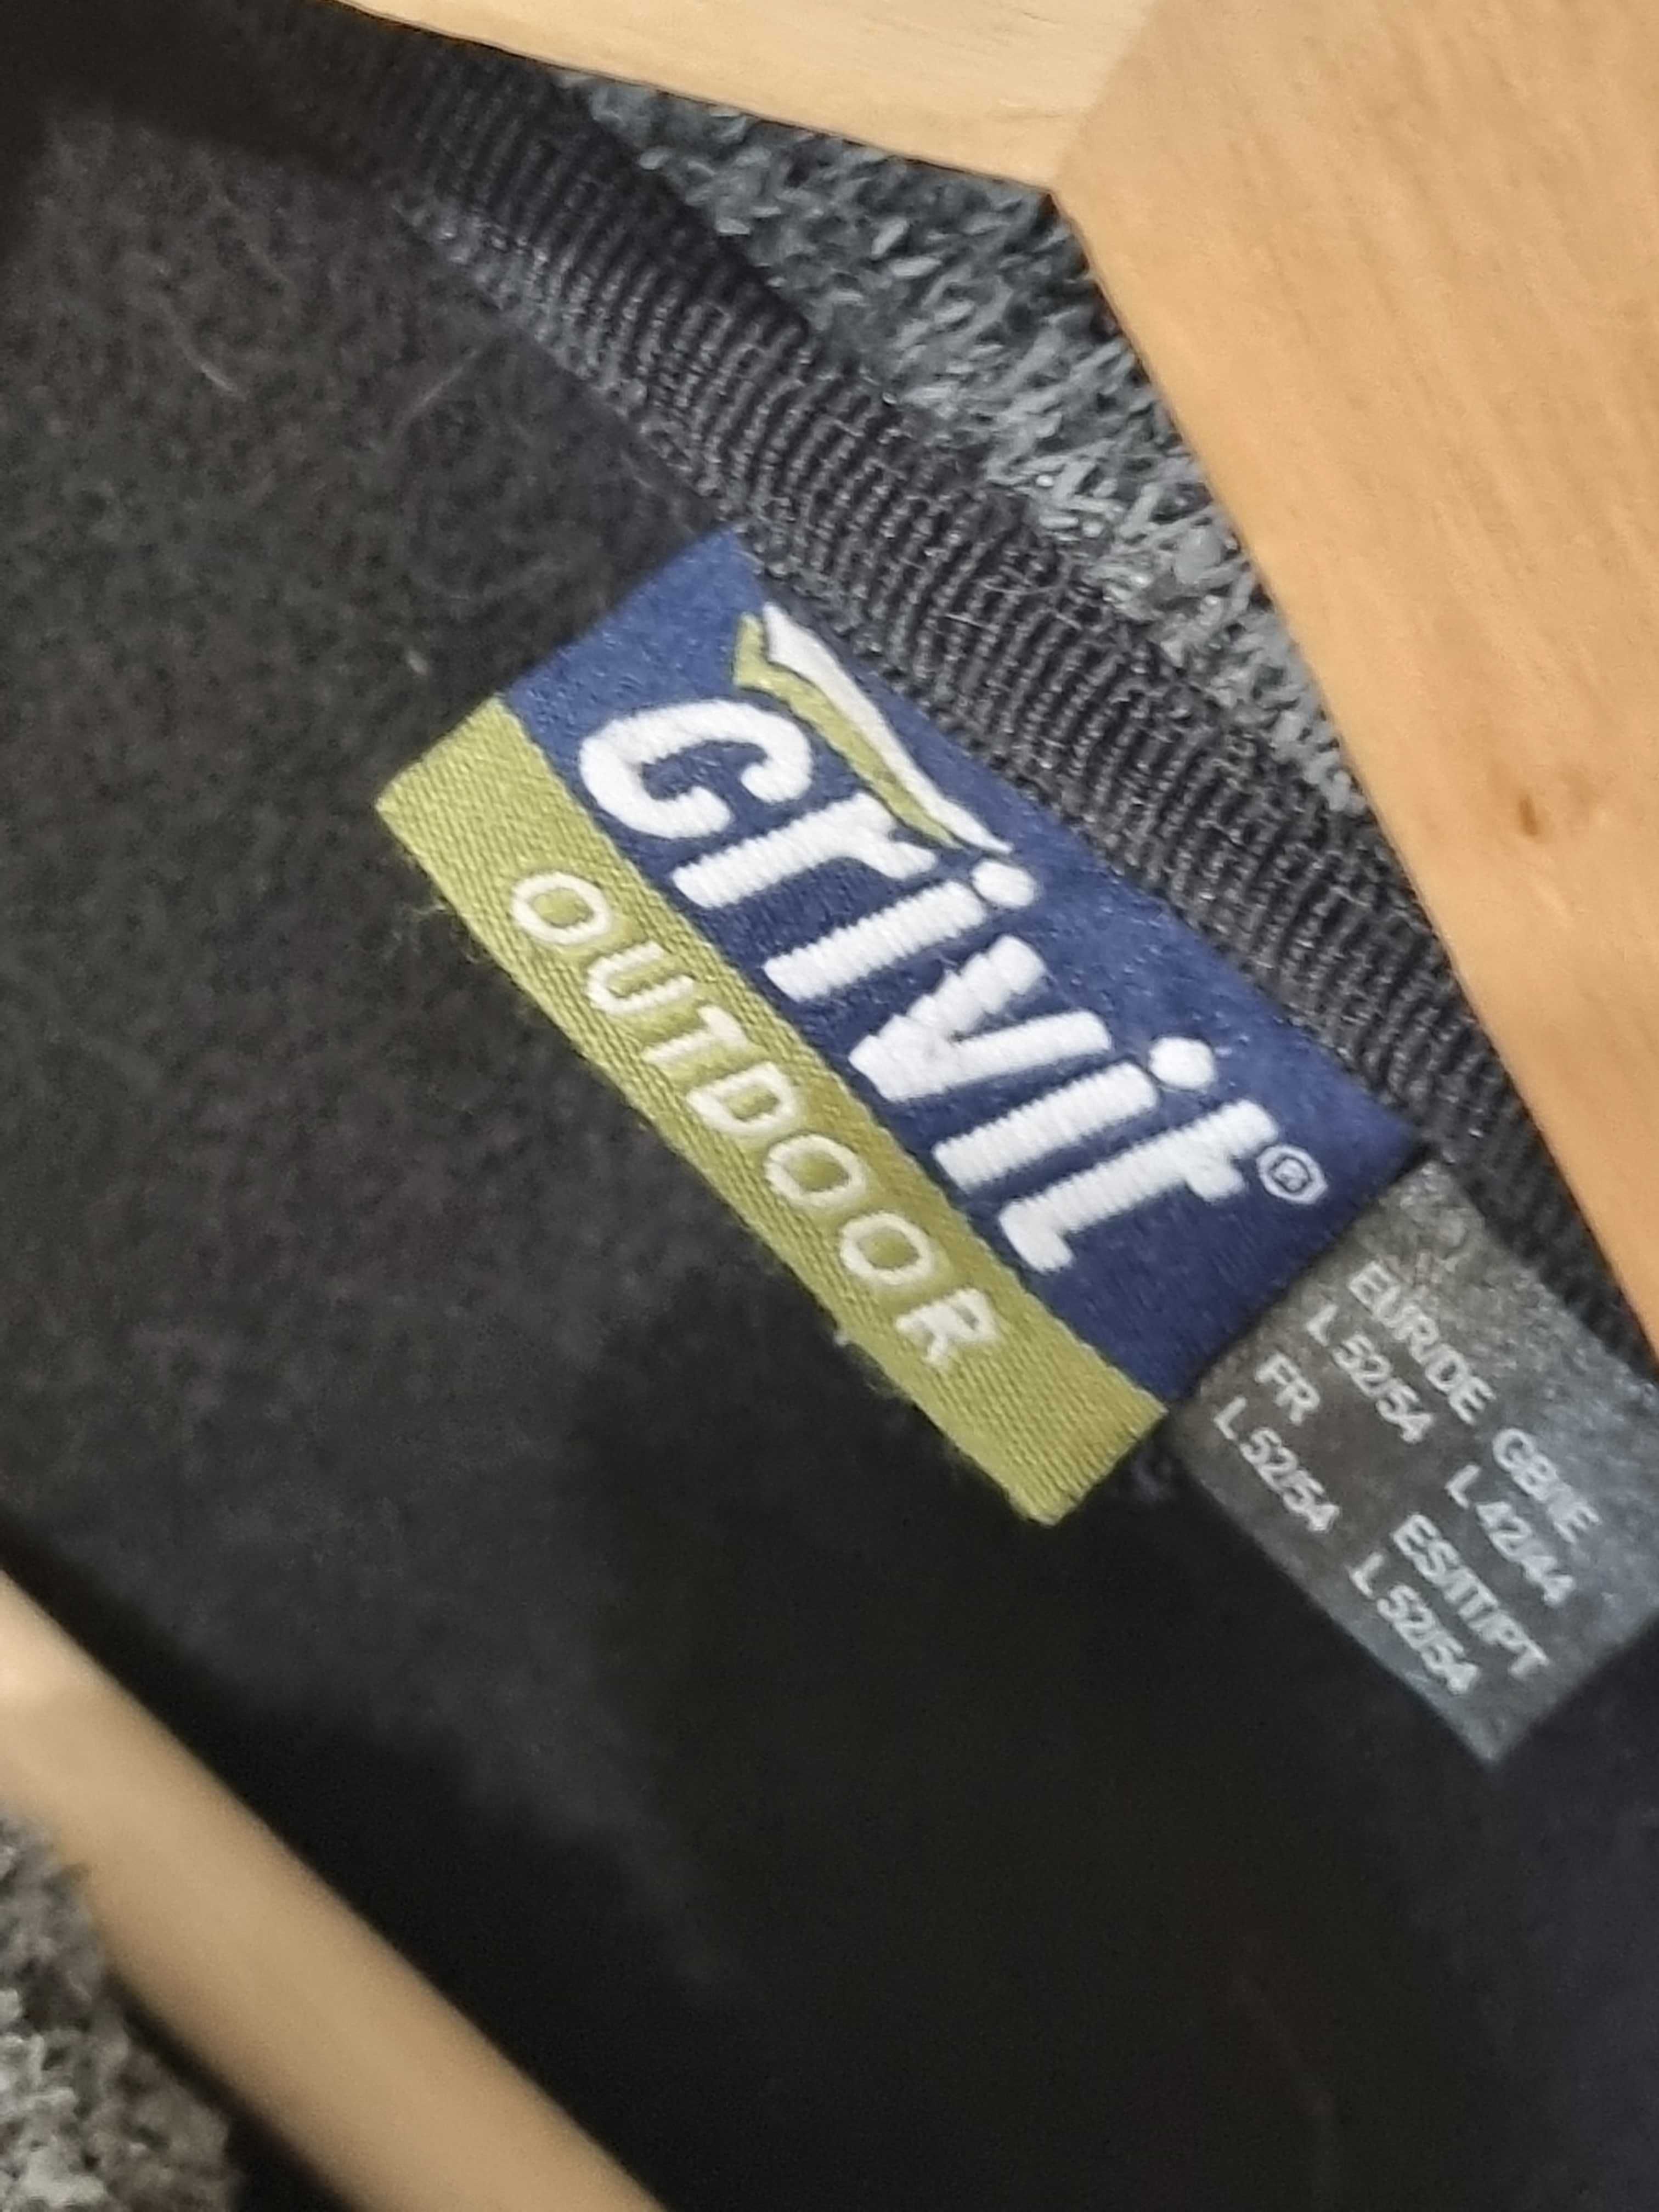 crivit®
OUTDOOR
EUR/DE GB/IE
L 52/54 L 42/44
FR ES/IT/PT
L 52/54 L 52/54